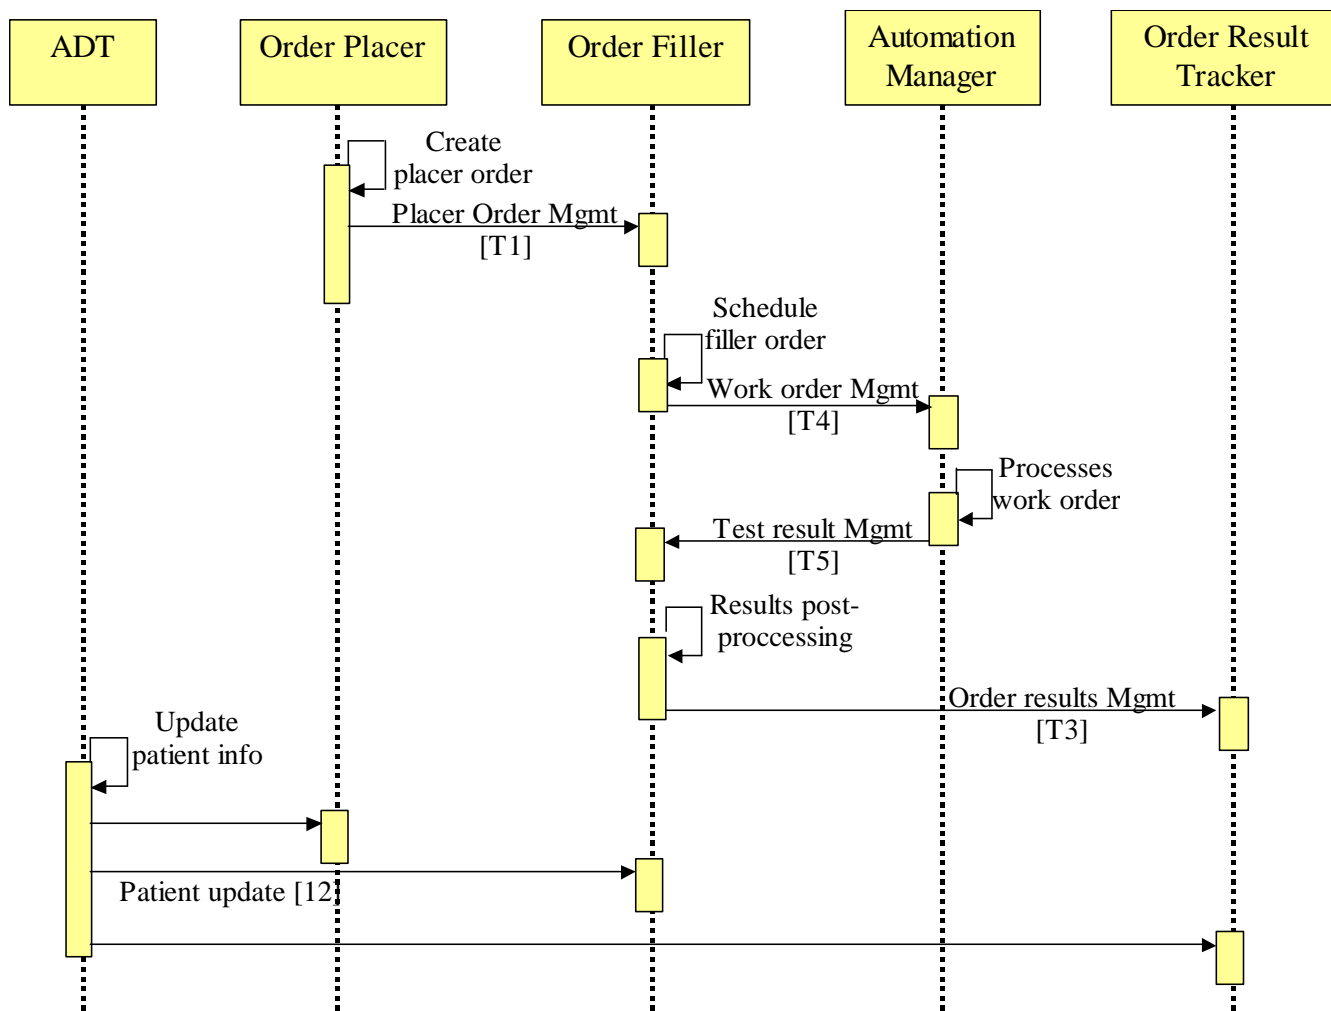 ADT
Order Placer
Order Filler
Automation
Manager
Order Result
Tracker
Create
placer order
Placer Order Mgmt
[T1]
Schedule
filler order
Work order Mgmt
[T4]
Processes
work order
Test result Mgmt
[T5]
Results post-
proccessing
Order results Mgmt
[T3]
Update
patient info
Patient update [12]